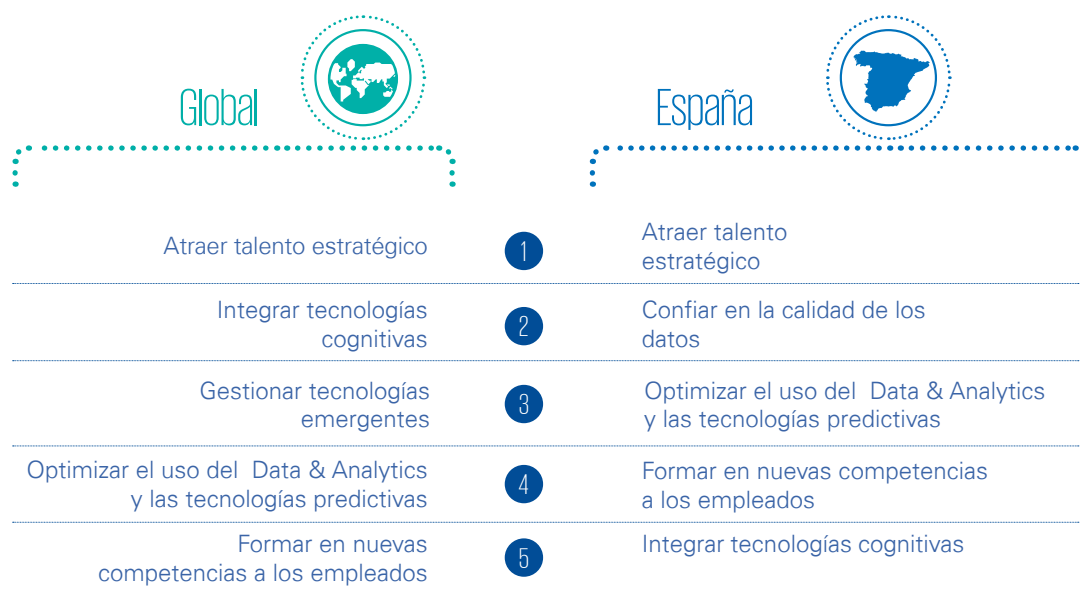 Global
España
Atraer talento estratégico
1
Atraer talento
estratégico
Integrar tecnologías
cognitivas
2
Confiar en la calidad de los
datos
Gestionar tecnologías
emergentes
3
Optimizar el uso del  Data & Analytics
y las tecnologías predictivas
Optimizar el uso del  Data & Analytics
y las tecnologías predictivas
4
Formar en nuevas competencias
a los empleados
Formar en nuevas
competencias a los empleados
5
Integrar tecnologías cognitivas